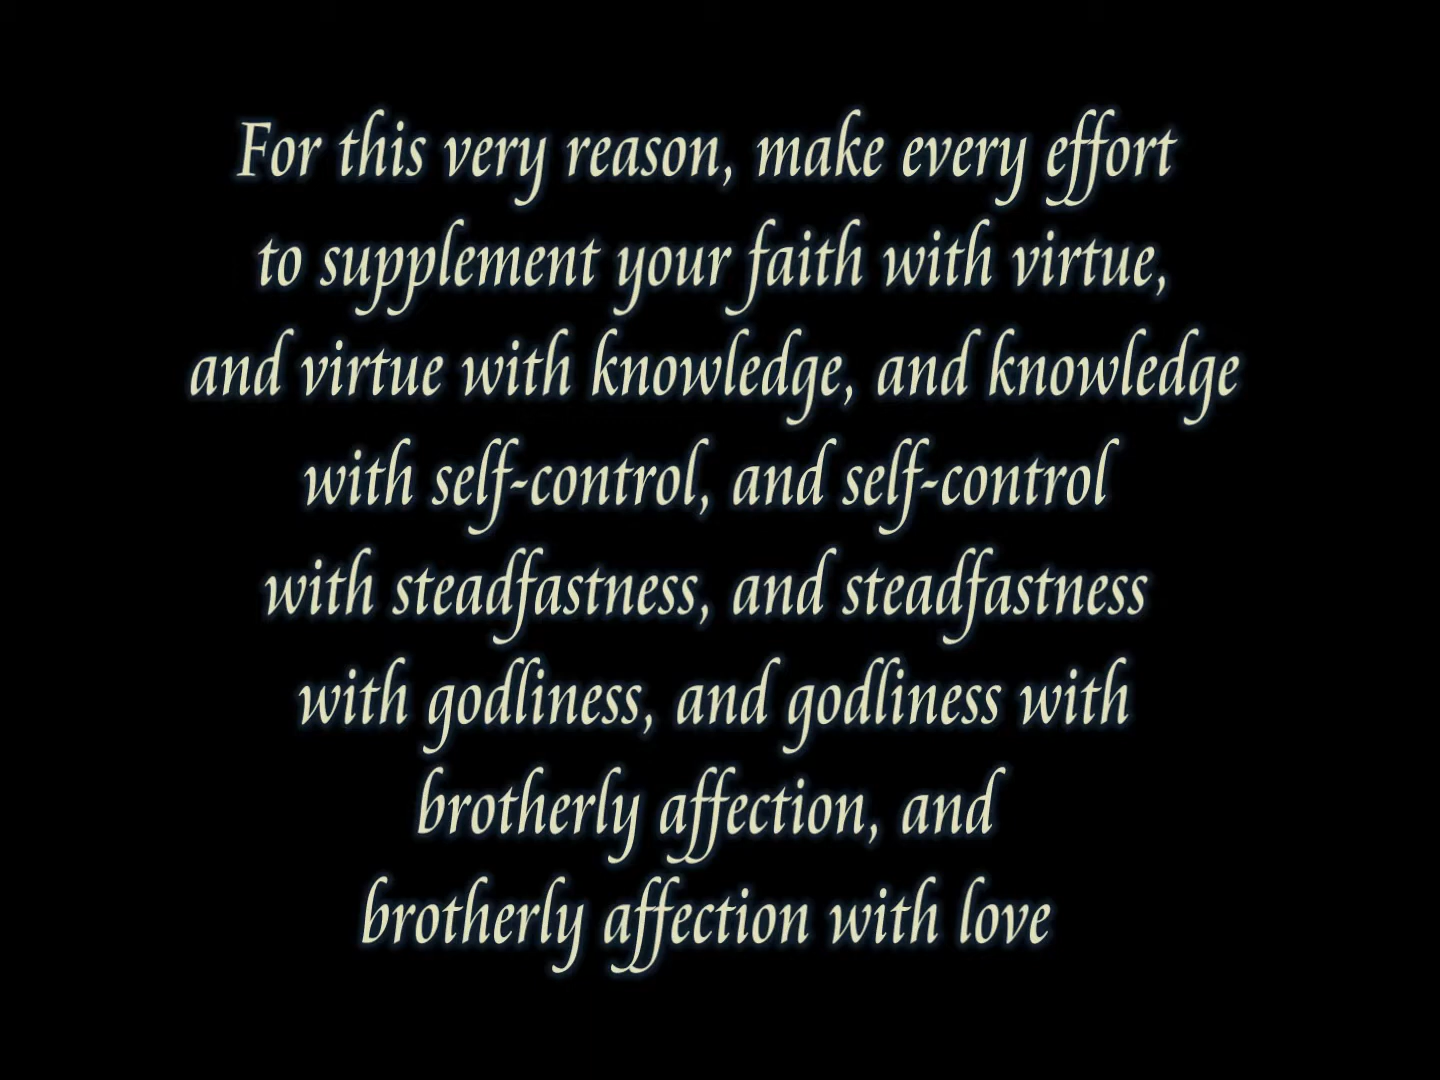 For this very reason, make every effort
to supplement your faith with virtue,
and virtue with knowledge, and knowledge
with self-control, and self-control
with steadfastness, and steadfastness
with godliness, and godliness with
brotherly affection, and
brotherly affection with love